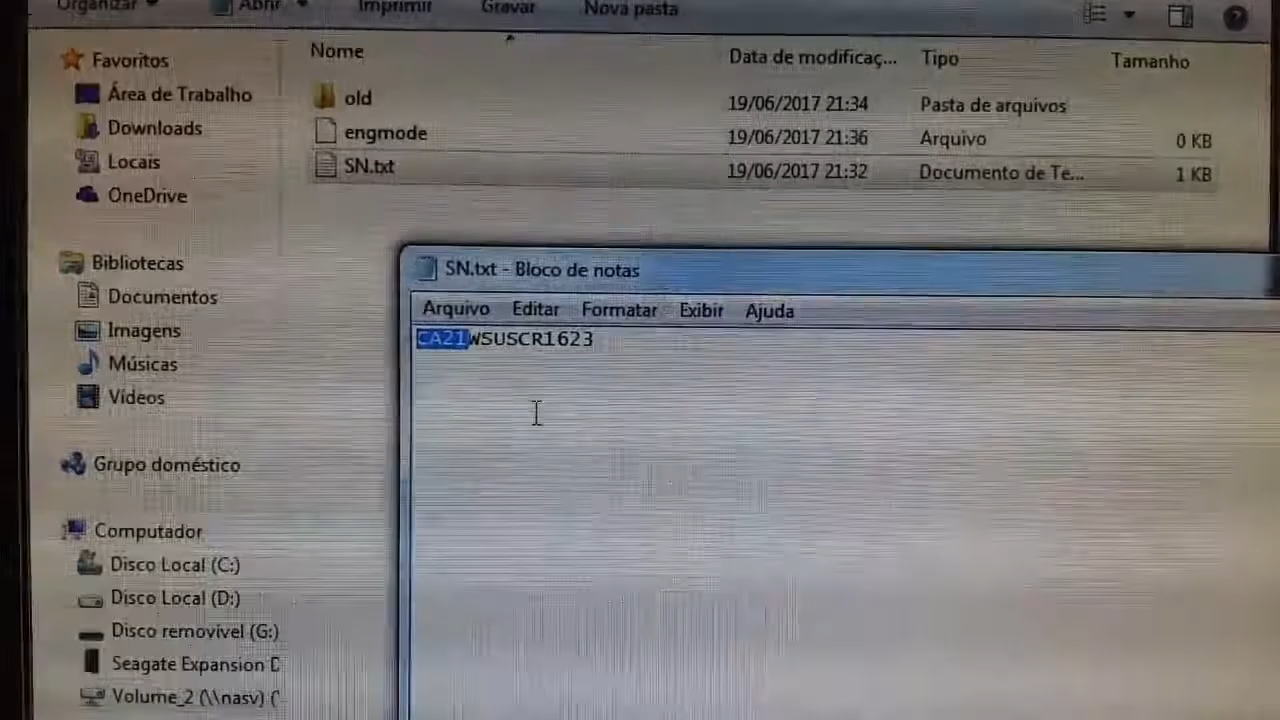 Organizar Abrir Imprimir Gravar Nova pasta
Nome Data de modificaç... Tipo Tamanho
old 19/06/2017 21:34 Pasta de arquivos
engmode 19/06/2017 21:36 Arquivo 0 KB
SN.txt 19/06/2017 21:32 Documento de Te... 1 KB
Favoritos
Área de Trabalho
Downloads
Locais
OneDrive
Bibliotecas
Documentos
Imagens
Músicas
Vídeos
Grupo doméstico
Computador
Disco Local (C:)
Disco Local (D:)
Disco removível (G:)
Seagate Expansion D
Volume_2 (\\nasv) (
SN.txt - Bloco de notas
Arquivo Editar Formatar Exibir Ajuda
CA21WSUSCR1623